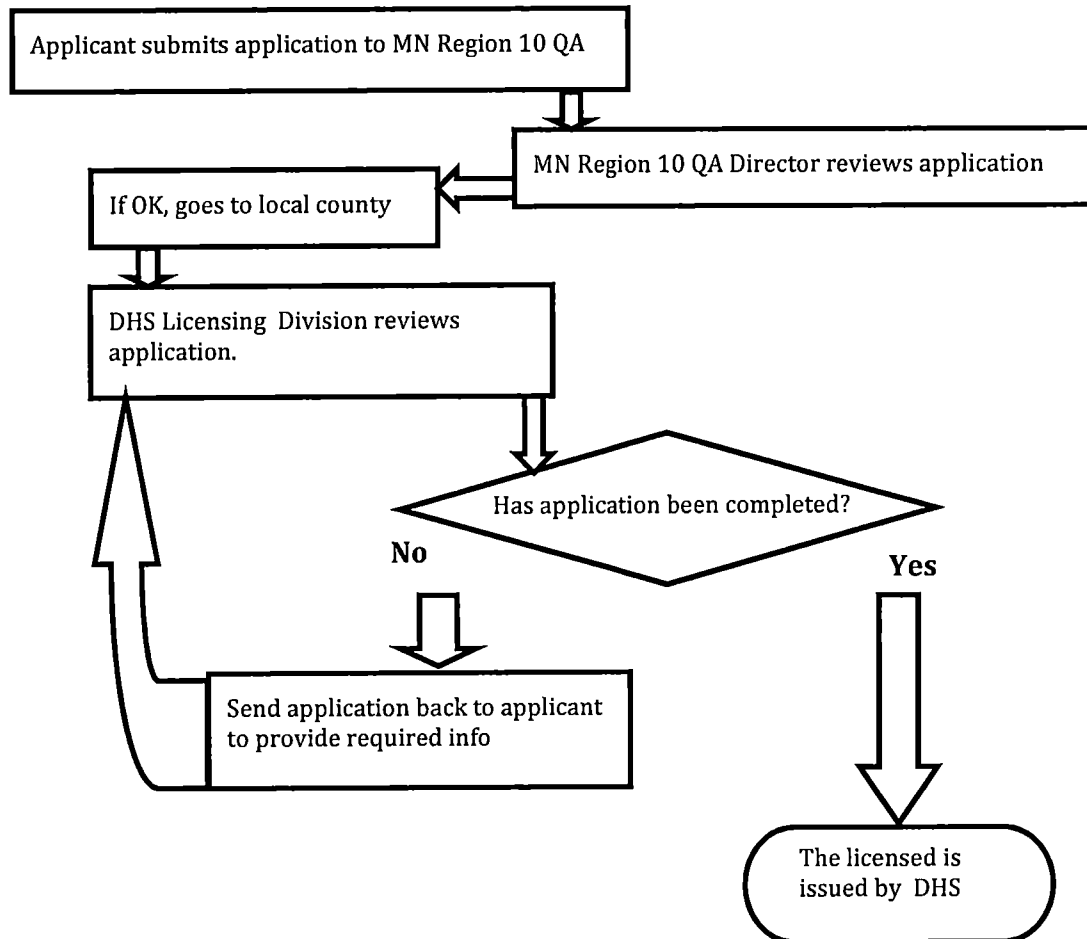 Applicant submits application to MN Region 10 QA
MN Region 10 QA Director reviews application
If OK, goes to local county
DHS Licensing  Division reviews
application.
Has application been completed?
No
Yes
Send application back to applicant
to provide required info
The licensed is
issued by  DHS